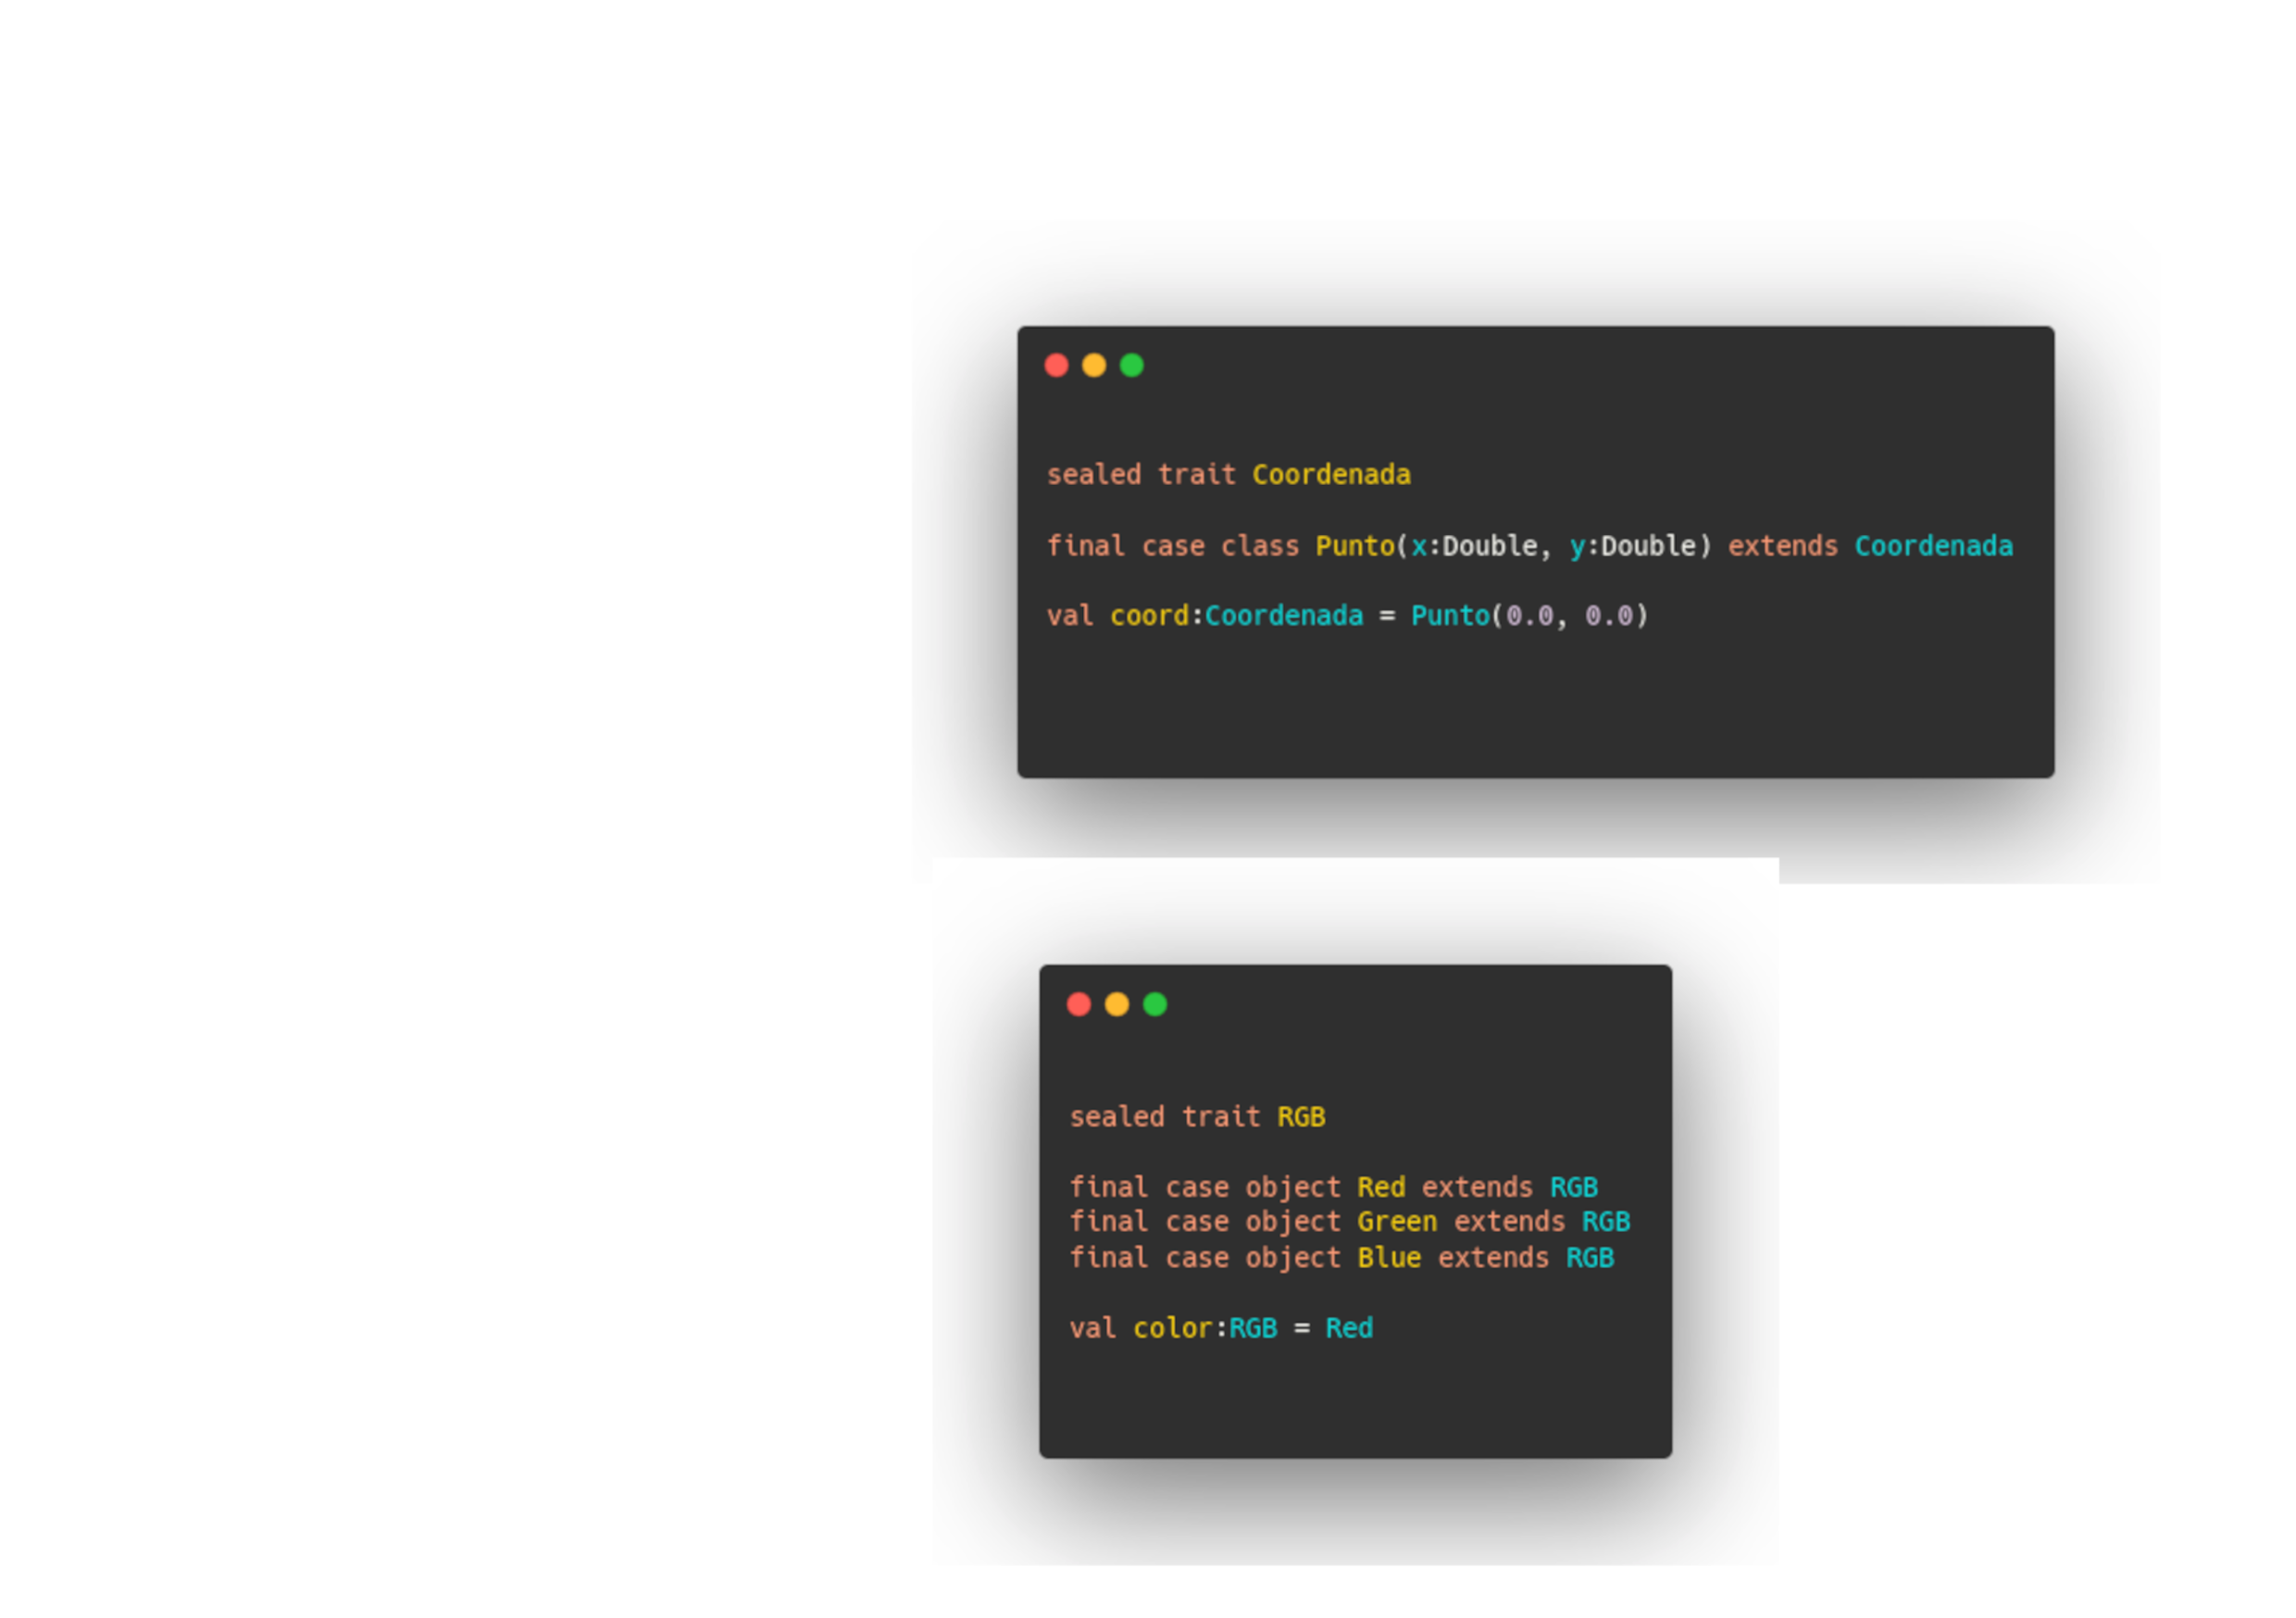 sealed trait Coordenada
final case class Punto(x:Double, y:Double) extends Coordenada
val coord:Coordenada = Punto(0.0, 0.0)
sealed trait RGB
final case object Red extends RGB
final case object Green extends RGB
final case object Blue extends RGB
val color:RGB = Red